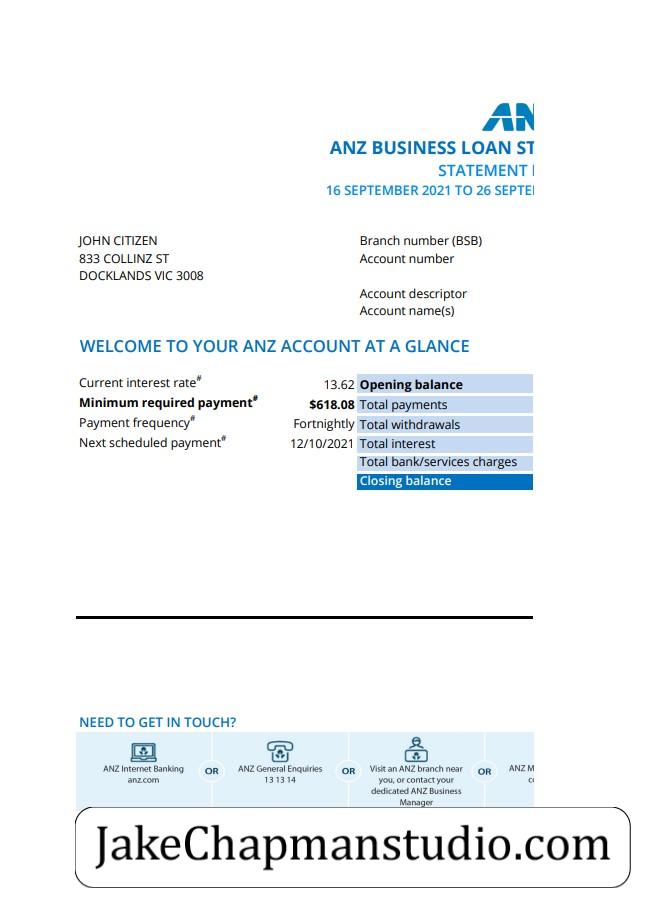 AN
ANZ BUSINESS LOAN ST
STATEMENT
16 SEPTEMBER 2021 TO 26 SEPTE
JOHN CITIZEN
833 COLLINZ ST
DOCKLANDS VIC 3008
Branch number (BSB)
Account number
Account descriptor
Account name(s)
WELCOME TO YOUR ANZ ACCOUNT AT A GLANCE
Current interest rate# 13.62
Minimum required payment# $618.08
Payment frequency# Fortnightly
Next scheduled payment# 12/10/2021
Opening balance
Total payments
Total withdrawals
Total interest
Total bank/services charges
Closing balance
NEED TO GET IN TOUCH?
ANZ Internet Banking
anz.com
OR
ANZ General Enquiries
13 13 14
OR
Visit an ANZ branch near
you, or contact your
dedicated ANZ Business
Manager
OR
ANZ M
JakeChapmanstudio.com